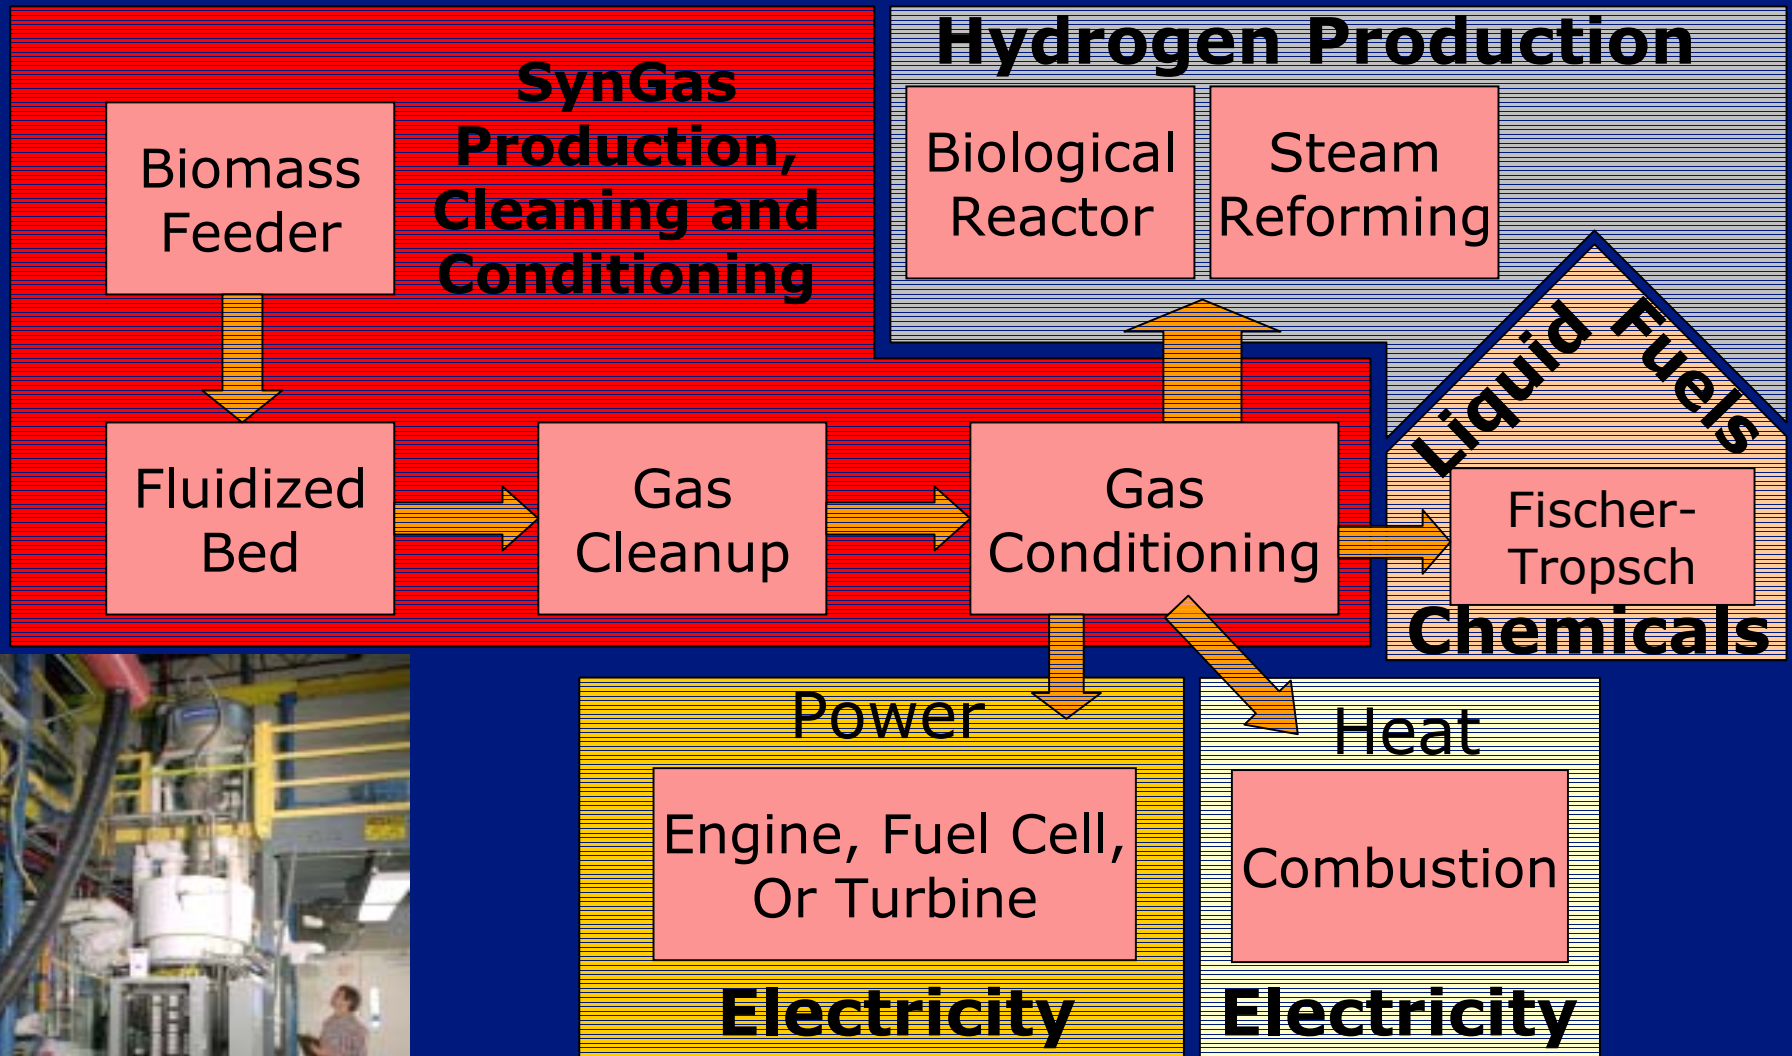 SynGas
Production,
Cleaning and
Conditioning
Biomass
Feeder
Fluidized
Bed
Gas
Cleanup
Gas
Conditioning
Hydrogen Production
Biological
Reactor
Steam
Reforming
Liquid Fuels
Fischer-
Tropsch
Chemicals
Power
Engine, Fuel Cell,
Or Turbine
Electricity
Heat
Combustion
Electricity